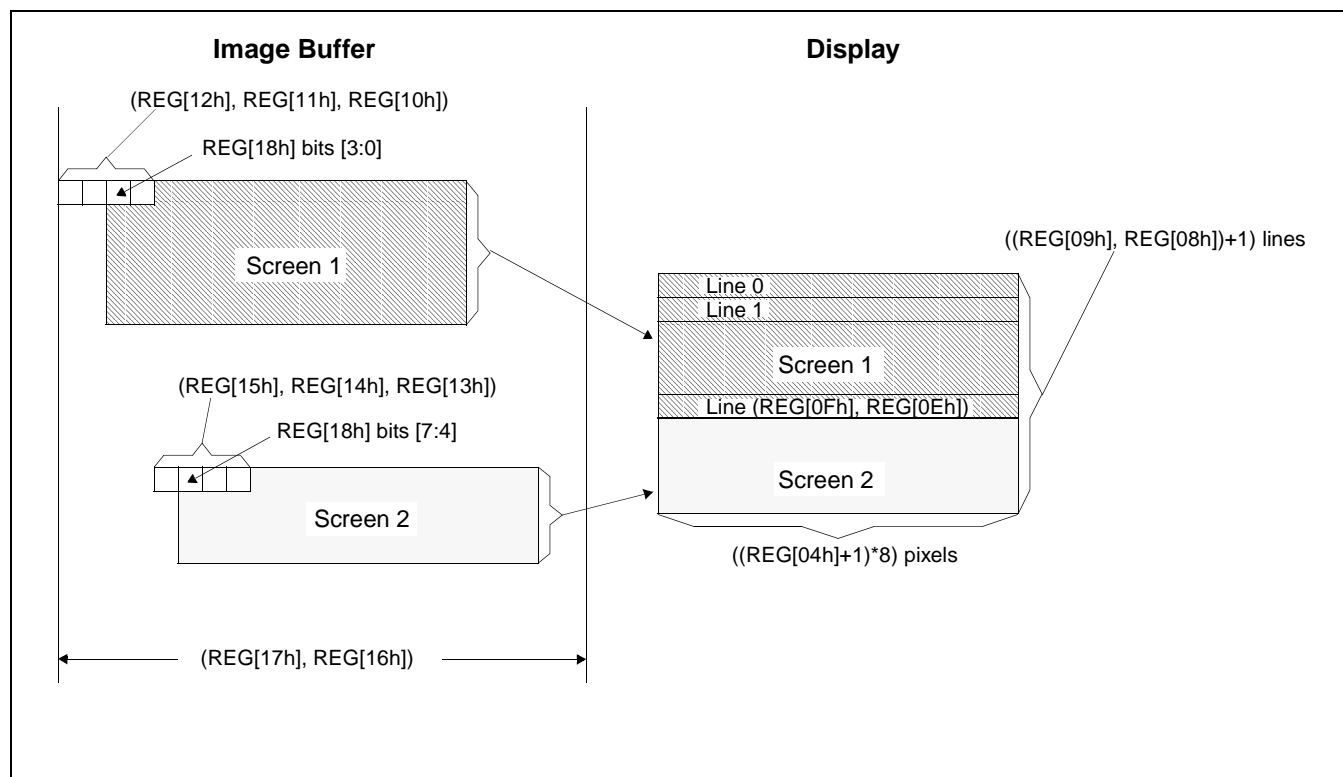 Image Buffer
Display
(REG[12h], REG[11h], REG[10h])
REG[18h] bits [3:0]
Screen 1
((REG[09h], REG[08h])+1) lines
Line 0
Line 1
Screen 1
Line (REG[0Fh], REG[0Eh])
Screen 2
((REG[04h]+1)*8) pixels
(REG[15h], REG[14h], REG[13h])
REG[18h] bits [7:4]
Screen 2
(REG[17h], REG[16h])